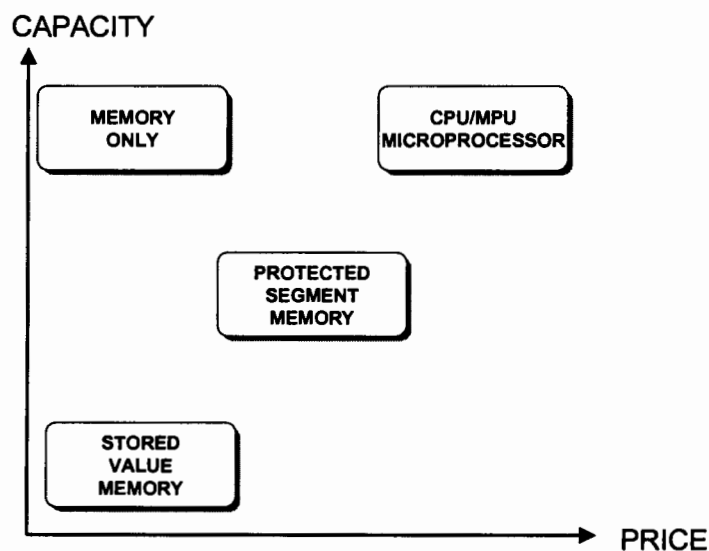 CAPACITY
MEMORY
ONLY
CPU/MPU
MICROPROCESSOR
PROTECTED
SEGMENT
MEMORY
STORED
VALUE
MEMORY
PRICE